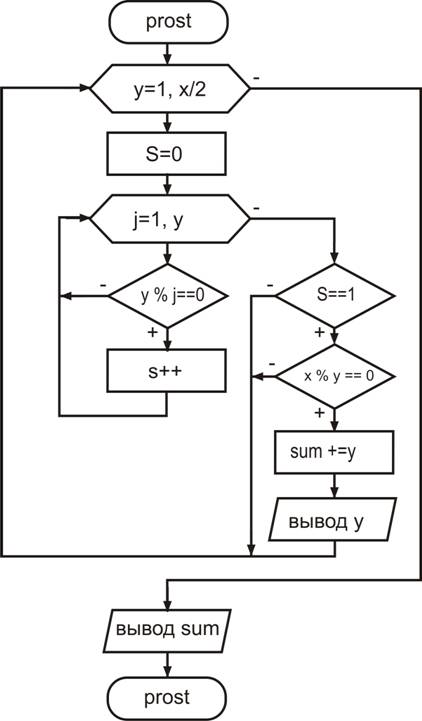 prost
y=1, x/2
-
S=0
j=1, y
-
y % j==0
-
+
s++
S==1
-
+
x % y == 0
-
+
sum +=y
вывод y
вывод sum
prost